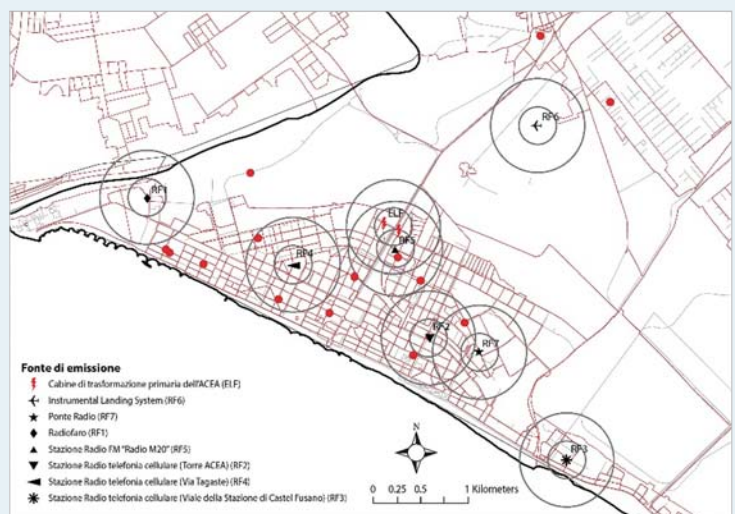 RF6
RF1
ELF
RF5
RF4
RF2
RF7
RF3
Fonte di emissione
Cabine di trasformazione primaria dell'ACEA (ELF)
Instrumental Landing System (RF6)
Ponte Radio (RF7)
Radiofaro (RF1)
Stazione Radio FM "Radio M20" (RF5)
Stazione Radio telefonia cellulare (Torre ACEA) (RF2)
Stazione Radio telefonia cellulare (Via Tagaste) (RF4)
Stazione Radio telefonia cellulare (Viale della Stazione di Castel Fusano) (RF3)
N
0 0.25 0.5 1 Kilometers